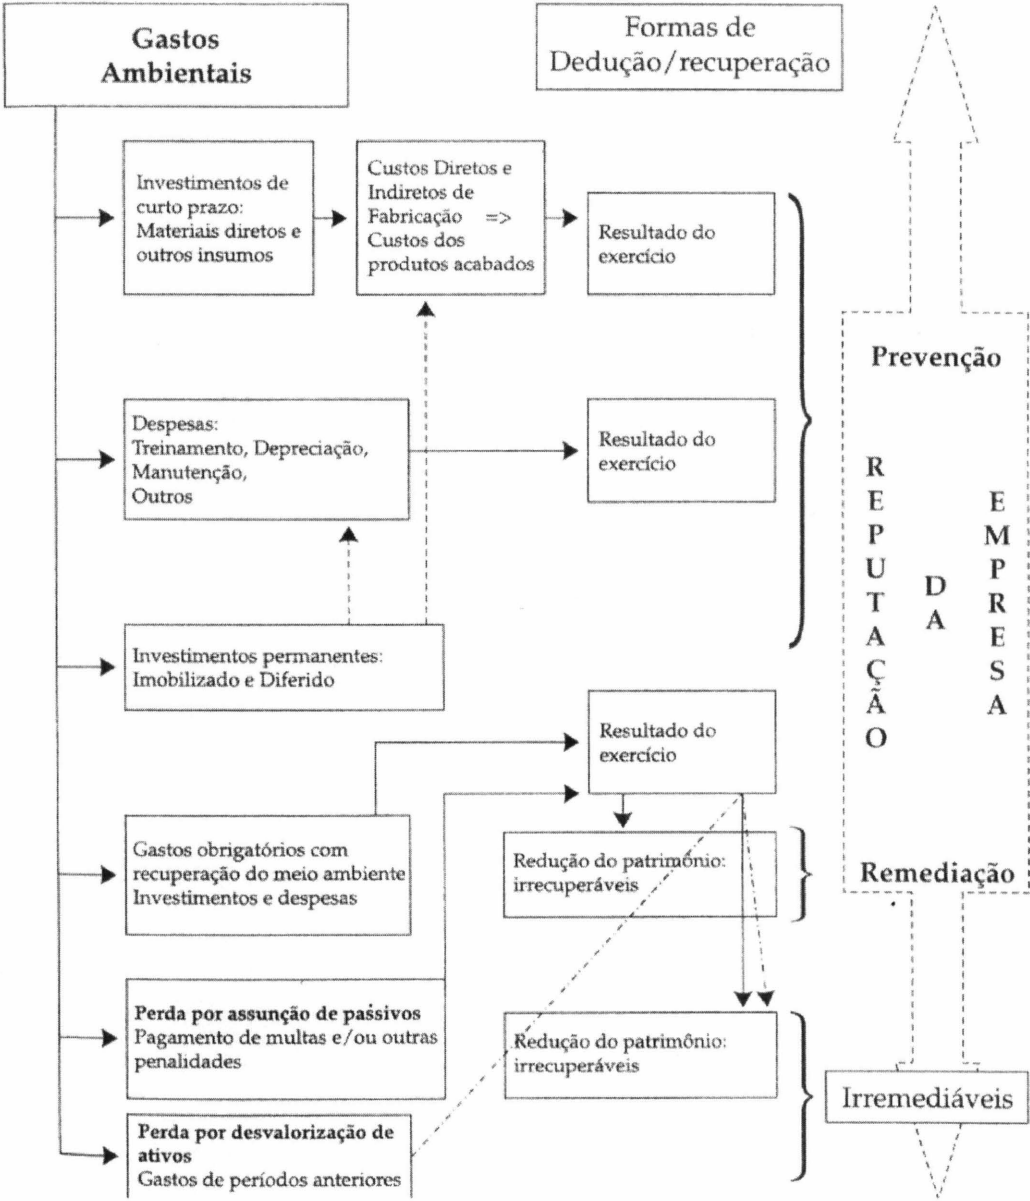 Gastos
Ambientais
Formas de
Dedução/recuperação
Investimentos de
curto prazo:
Materiais diretos e
outros insumos
Custos Diretos e
Indiretos de
Fabricação =>
Custos dos
produtos acabados
Resultado do
exercício
Despesas:
Treinamento, Depreciação,
Manutenção,
Outros
Resultado do
exercício
Investimentos permanentes:
Imobilizado e Diferido
Resultado do
exercício
Gastos obrigatórios com
recuperação do meio ambiente
Investimentos e despesas
Redução do patrimônio:
irrecuperáveis
Perda por assunção de passivos
Pagamento de multas e/ou outras
penalidades
Redução do patrimônio:
irrecuperáveis
Perda por desvalorização de
ativos
Gastos de períodos anteriores
Prevenção
REPUTAÇÃO
DA
EMPRESA
Remediação
Irremediáveis